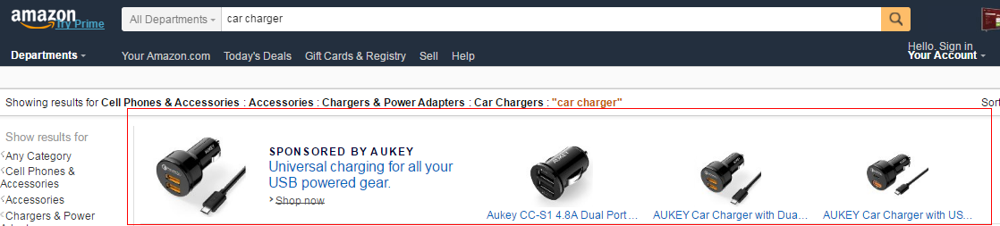 amazon
Try Prime
All Departments
car charger
Hello. Sign in
Departments
Your Amazon.com
Today's Deals
Gift Cards & Registry
Sell
Help
Your Account
Showing results for Cell Phones & Accessories : Accessories : Chargers & Power Adapters : Car Chargers : "car charger"
Sort
Show results for
Any Category
Cell Phones &
Accessories
Accessories
Chargers & Power
AUKEY
SPONSORED BY AUKEY
Universal charging for all your
USB powered gear.
Shop now
AUKEY
Aukey CC-S1 4.8A Dual Port…
AUKEY Car Charger with Dua…
AUKEY Car Charger with US…